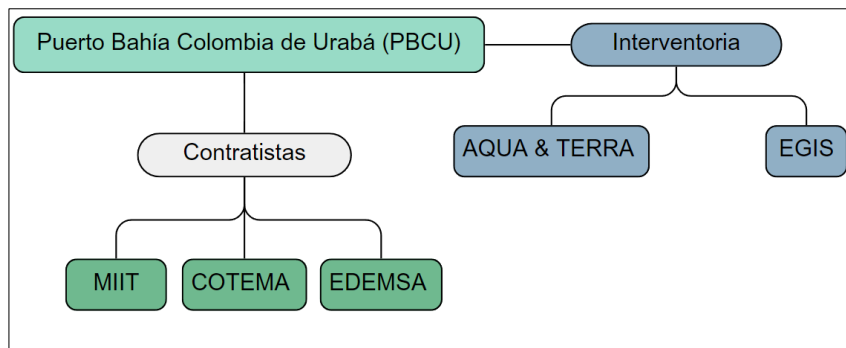 Puerto Bahía Colombia de Urabá (PBCU)
Interventoria
Contratistas
AQUA & TERRA
EGIS
MIIT
COTEMA
EDEMSA